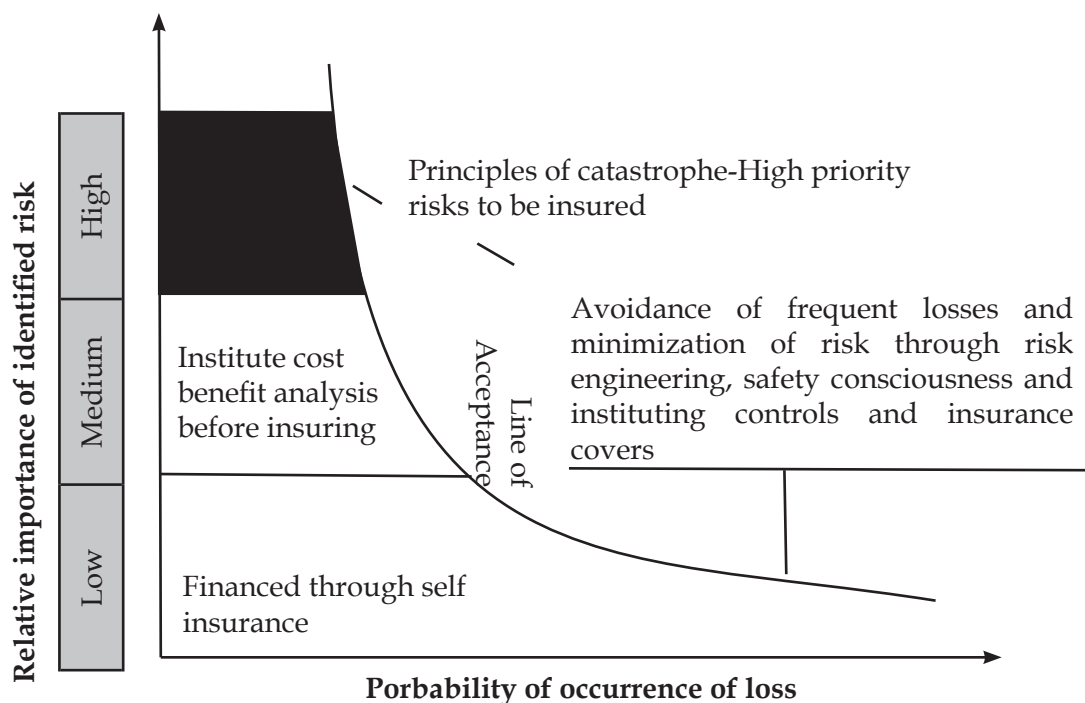 Relative importance of identified risk
High
Medium
Low
Principles of catastrophe-High priority
risks to be insured
Avoidance of frequent losses and
minimization of risk through risk
engineering, safety consciousness and
instituting controls and insurance
covers
Institute cost
benefit analysis
before insuring
Line of
Acceptance
Financed through self
insurance
Porbability of occurrence of loss